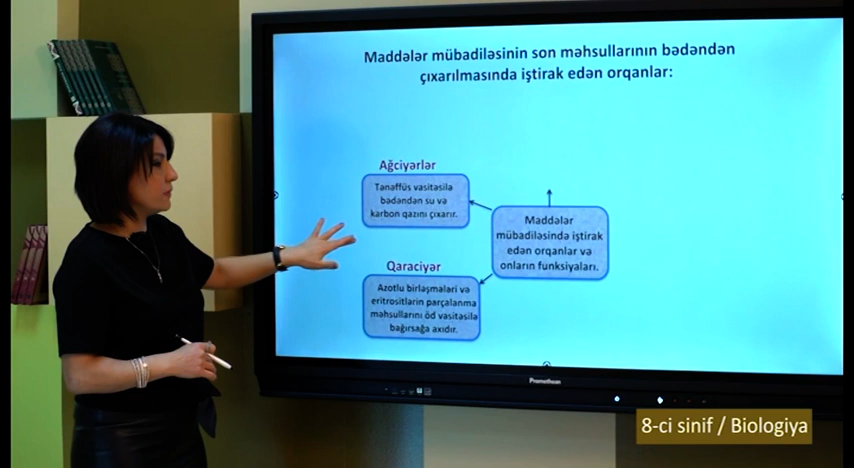 Maddələr mübadiləsinin son məhsullarının bədəndən
çıxarılmasında iştirak edən orqanlar:
Ağciyərlər
Tənəffüs vasitəsilə
bədəndən su və
karbon qazını çıxarır.
Maddələr
mübadiləsində iştirak
edən orqanlar və
onların funksiyaları.
Qaraciyər
Azotlu birləşmələri və
eritrositlərin parçalanma
məhsullarını öd vasitəsilə
bağırsağa axıdır.
Promethean
8-ci sinif / Biologiya